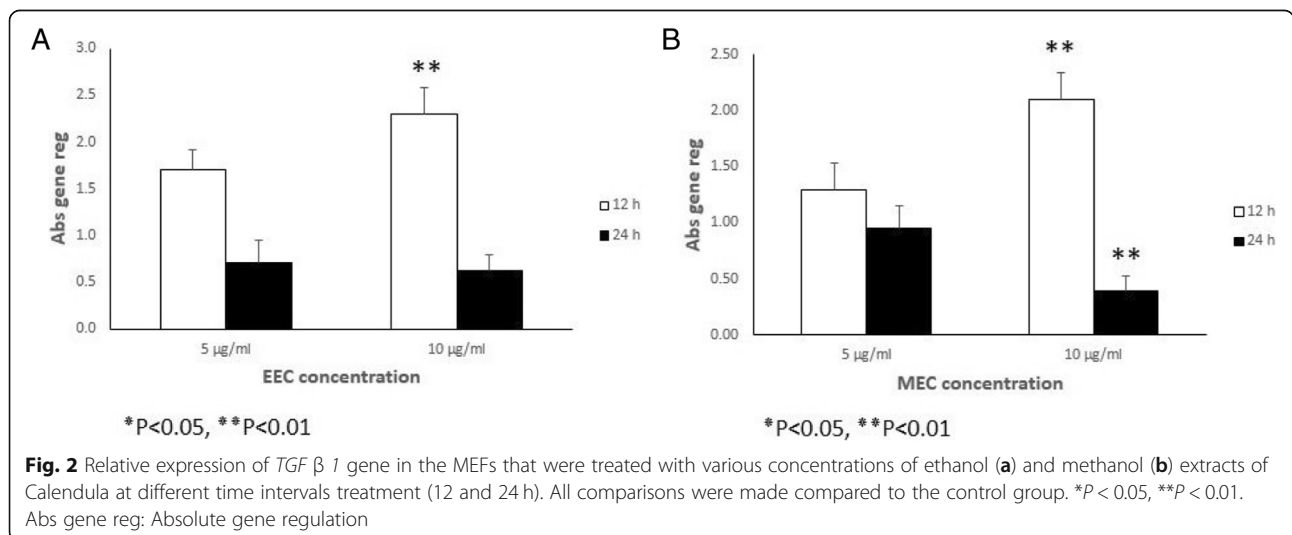 A
3.0
2.5
2.0
1.5
1.0
0.5
0.0
Abs gene reg
**
12 h
24 h
5 µg/ml
10 µg/ml
EEC concentration
*P<0.05, **P<0.01
B
2.50
2.00
1.50
1.00
0.50
0.00
Abs gene reg
**
**
12 h
24 h
5 µg/ml
10 µg/ml
MEC concentration
*P<0.05, **P<0.01
Fig. 2 Relative expression of TGF β 1 gene in the MEFs that were treated with various concentrations of ethanol (a) and methanol (b) extracts of
Calendula at different time intervals treatment (12 and 24 h). All comparisons were made compared to the control group. *P < 0.05, **P < 0.01.
Abs gene reg: Absolute gene regulation